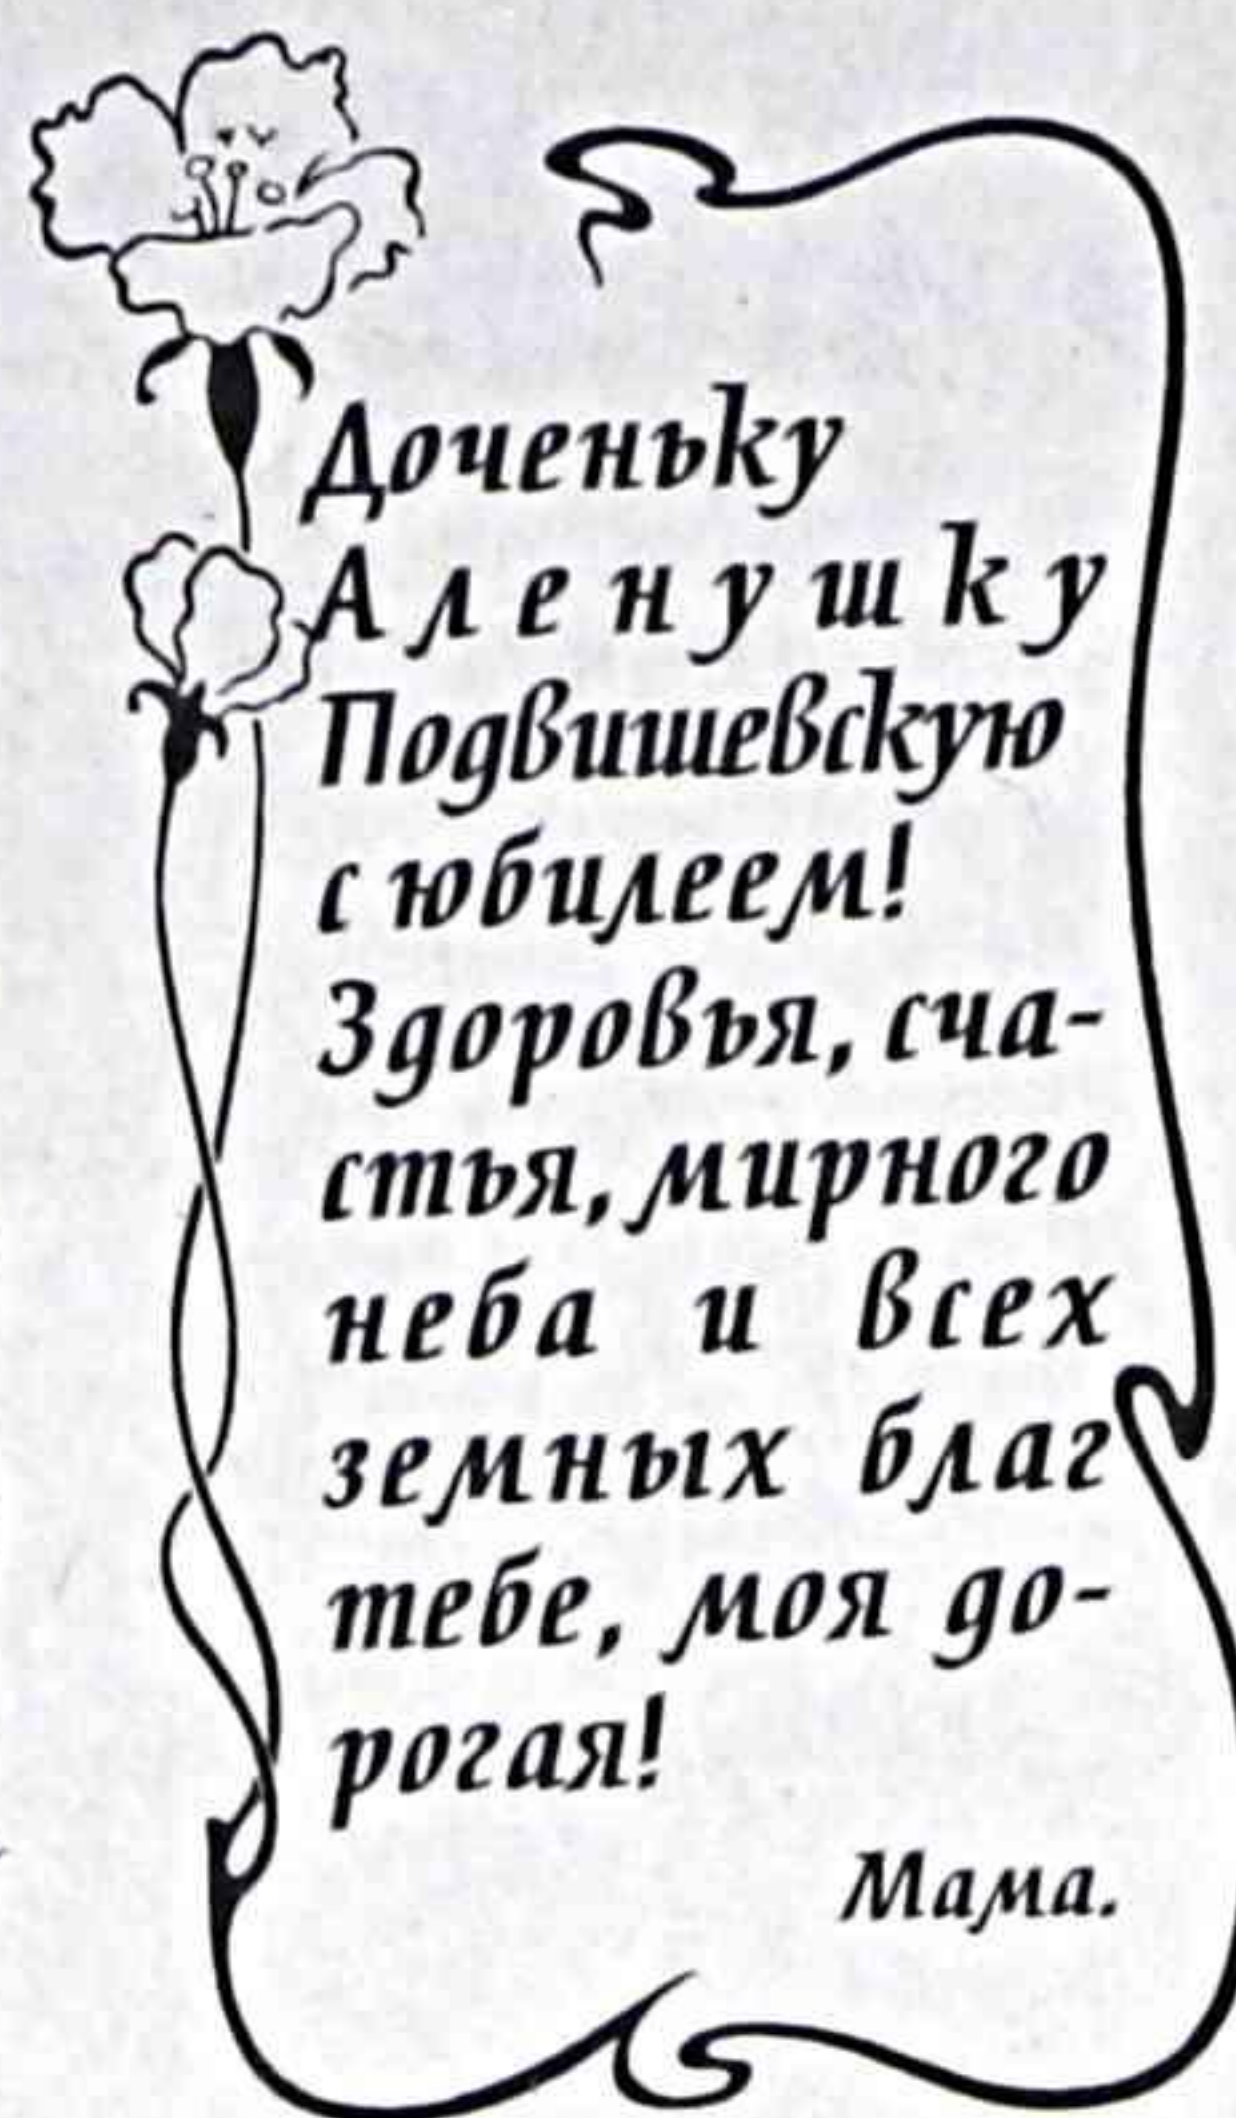 Доченьку
Аленушку
Подвишевскую
с юбилеем!
Здоровья, сча-
стья, мирного
неба и всех
земных благ
тебе, моя до-
рогая!
Мама.